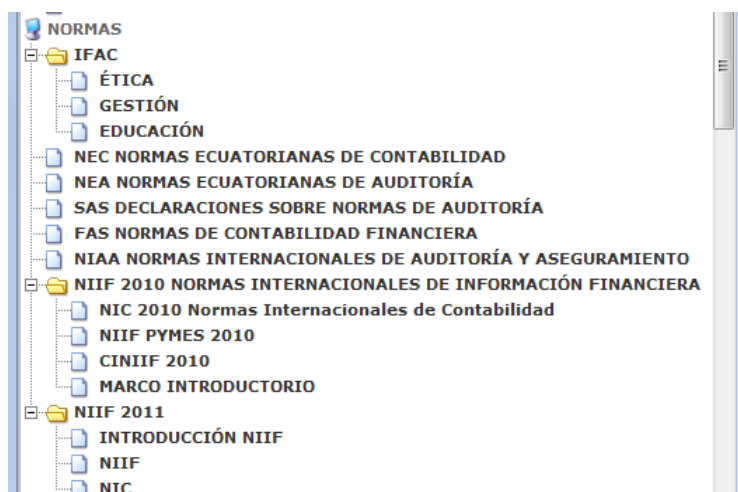 NORMAS
IFAC
ÉTICA
GESTIÓN
EDUCACIÓN
NEC NORMAS ECUATORIANAS DE CONTABILIDAD
NEA NORMAS ECUATORIANAS DE AUDITORÍA
SAS DECLARACIONES SOBRE NORMAS DE AUDITORÍA
FAS NORMAS DE CONTABILIDAD FINANCIERA
NIAA NORMAS INTERNACIONALES DE AUDITORÍA Y ASEGURAMIENTO
NIIF 2010 NORMAS INTERNACIONALES DE INFORMACIÓN FINANCIERA
NIC 2010 Normas Internacionales de Contabilidad
NIIF PYMES 2010
CINIIF 2010
MARCO INTRODUCTORIO
NIIF 2011
INTRODUCCIÓN NIIF
NIIF
NIC